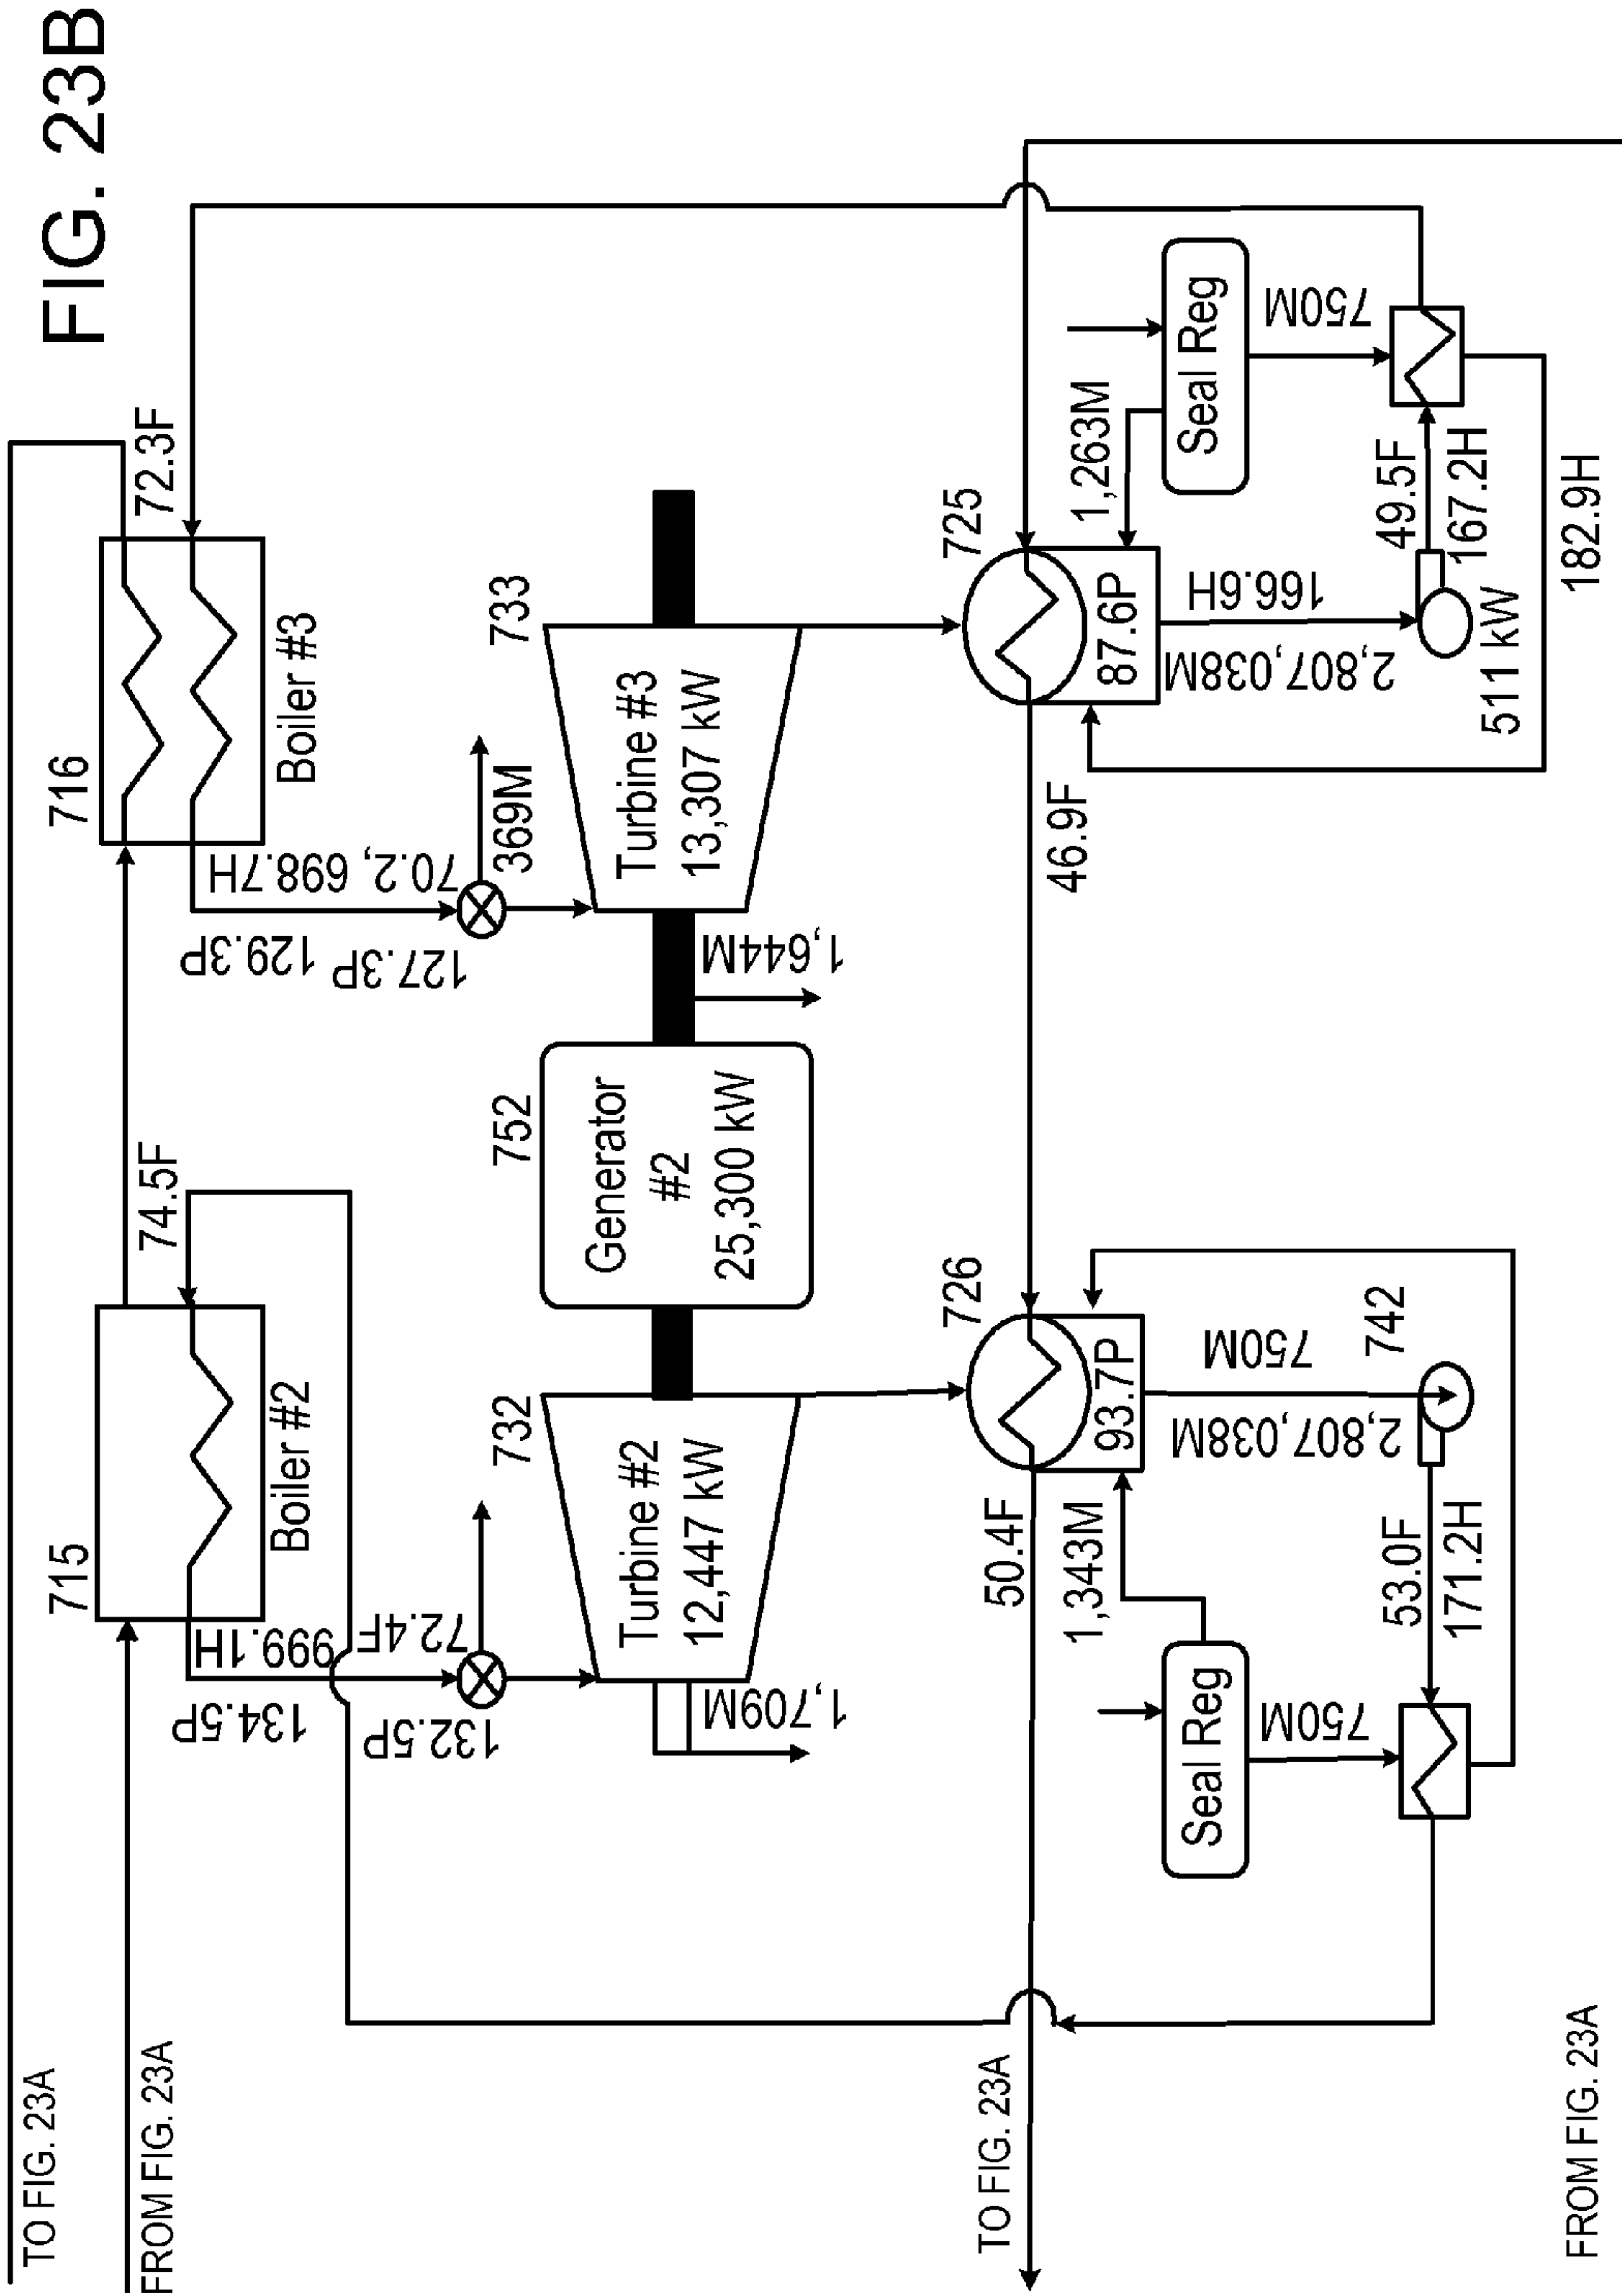 FIG. 23B
TO FIG. 23A
FROM FIG. 23A
715
Boiler #2
74.5F
716
Boiler #3
72.3F
134.5P
999.1H
72.4F
132.5P
129.3P
70.2, 698.7H
127.3P
369M
732
Turbine #2
12,447 kW
1,709M
752
Generator
#2
25,300 kW
1,644M
733
Turbine #3
13,307 kW
TO FIG. 23A
50.4F
726
93.7P
46.9F
725
87.6P
1,343M
Seal Reg
750M
2,807,038M
750M
742
53.0F
171.2H
1,263M
Seal Reg
750M
2,807,038M
166.6H
511 kW
49.5F
167.2H
182.9H
FROM FIG. 23A